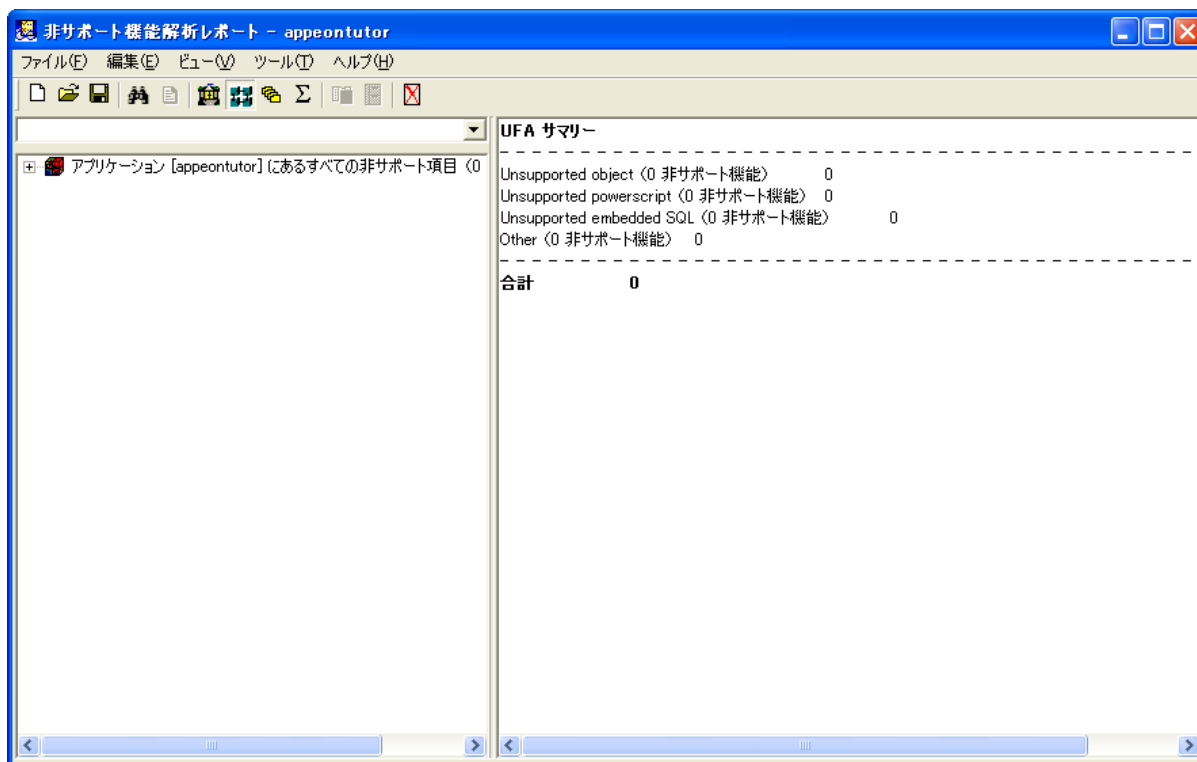 非サポート機能解析レポート - appeontutor
ファイル(F) 編集(E) ビュー(V) ツール(T) ヘルプ(H)
アプリケーション [appeontutor] にあるすべての非サポート項目 (0
UFA サマリー
Unsupported object (0 非サポート機能) 0
Unsupported powerscript (0 非サポート機能) 0
Unsupported embedded SQL (0 非サポート機能) 0
Other (0 非サポート機能) 0
合計 0